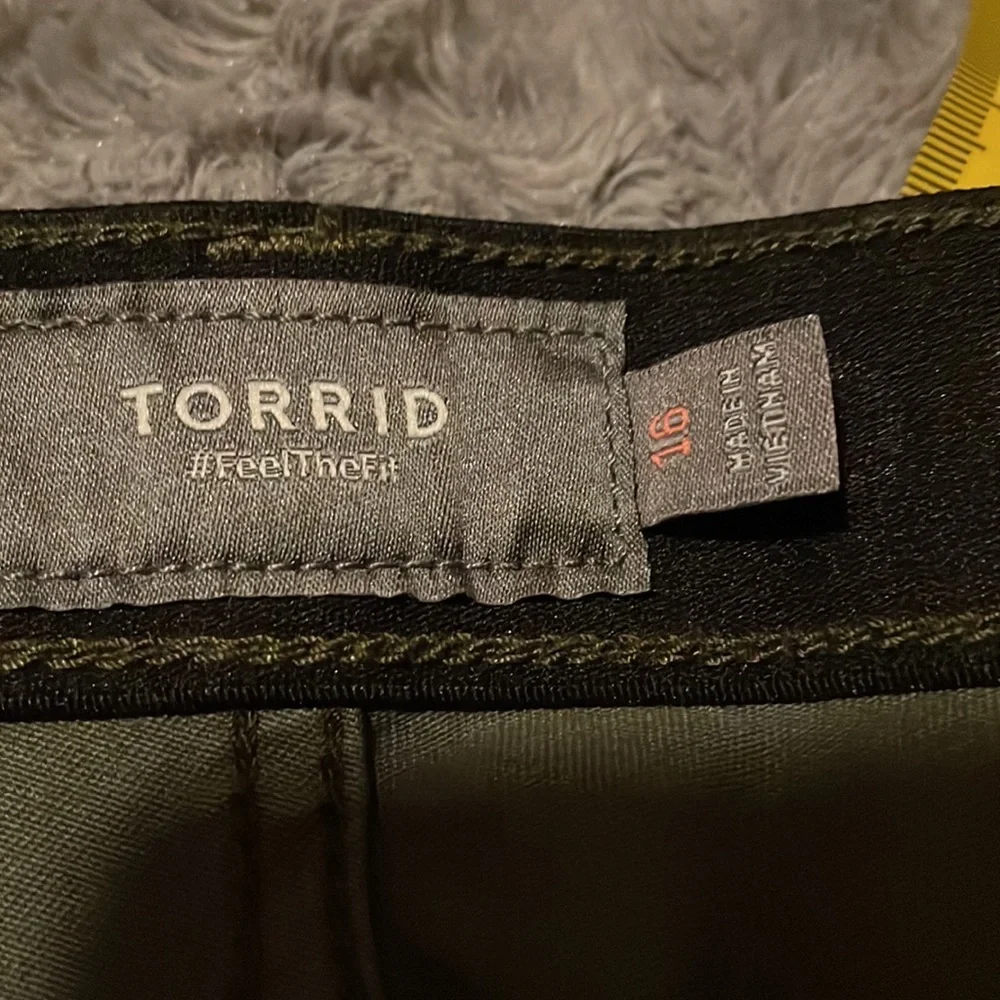 TORRID
#FeelTheFit
16
MADE IN
VIETNAM